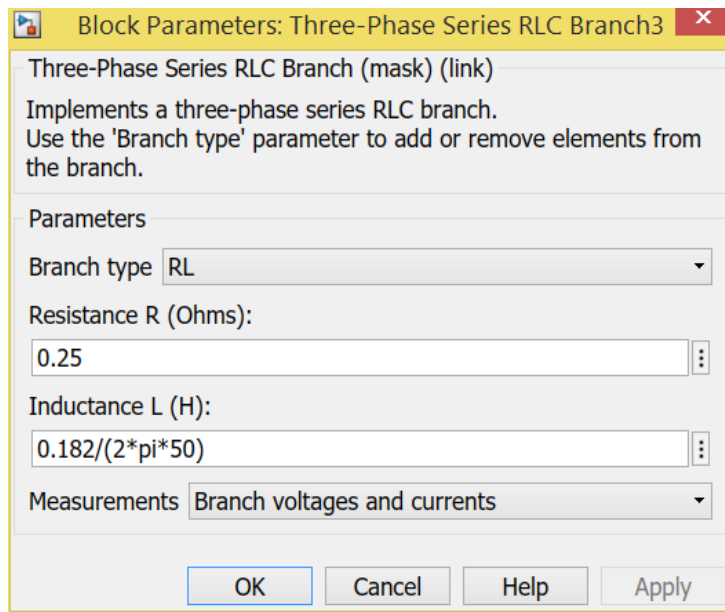 Block Parameters: Three-Phase Series RLC Branch3
Three-Phase Series RLC Branch (mask) (link)
Implements a three-phase series RLC branch.
Use the 'Branch type' parameter to add or remove elements from
the branch.
Parameters
Branch type RL
Resistance R (Ohms):
0.25
Inductance L (H):
0.182/(2*pi*50)
Measurements Branch voltages and currents
OK Cancel Help Apply